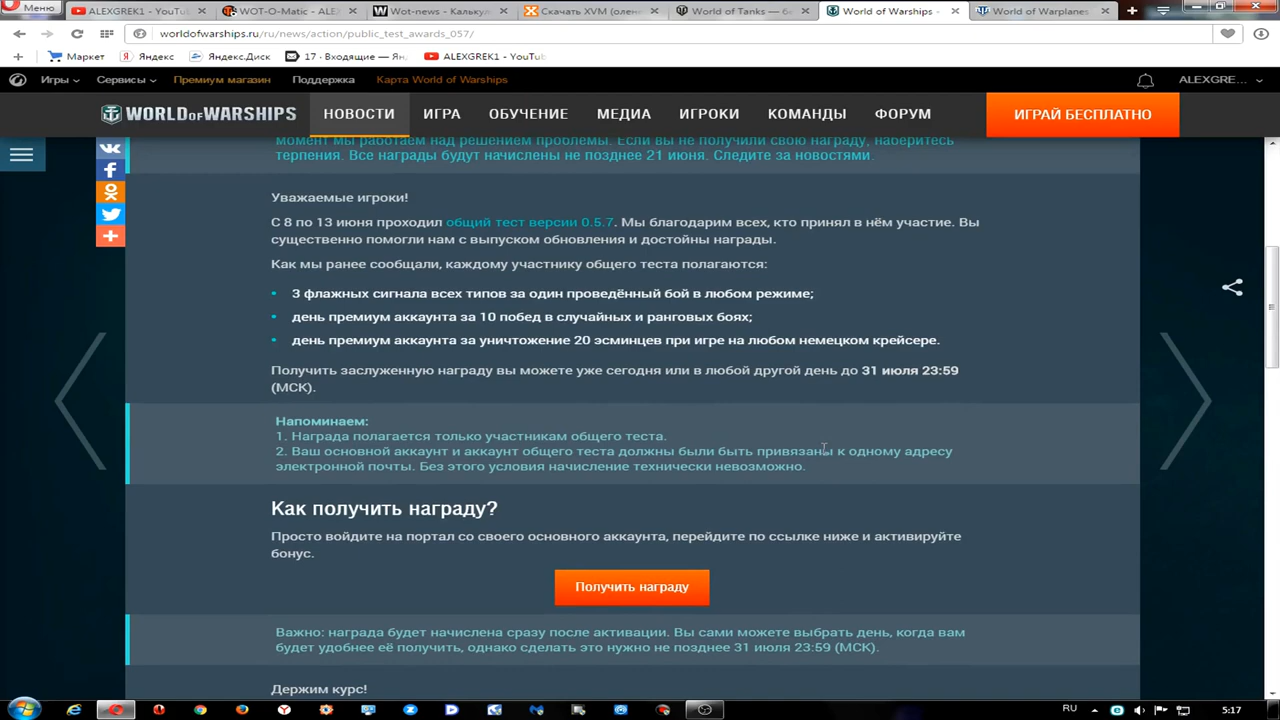 Меню
ALEXGREK1 - YouTu
WOT-O-Matic - ALE
Wot-news - Калькул
Скачать XVM (олен
World of Tanks — б
World of Warships -
World of Warplanes
worldofwarships.ru/ru/news/action/public_test_awards_057/
Маркет
Яндекс
Яндекс.Диск
17 · Входящие — Ян
ALEXGREK1 - YouTub
Игры
Сервисы
Премиум магазин
Поддержка
Карта World of Warships
ALEXGRE...
WORLD OF WARSHIPS
НОВОСТИ
ИГРА
ОБУЧЕНИЕ
МЕДИА
ИГРОКИ
КОМАНДЫ
ФОРУМ
ИГРАЙ БЕСПЛАТНО
момент мы работаем над решением проблемы. Если вы не получили свою награду, наберитесь
терпения. Все награды будут начислены не позднее 21 июня. Следите за новостями.
Уважаемые игроки!
С 8 по 13 июня проходил общий тест версии 0.5.7. Мы благодарим всех, кто принял в нём участие. Вы
существенно помогли нам с выпуском обновления и достойны награды.
Как мы ранее сообщали, каждому участнику общего теста полагаются:
• 3 флажных сигнала всех типов за один проведённый бой в любом режиме;
• день премиум аккаунта за 10 побед в случайных и ранговых боях;
• день премиум аккаунта за уничтожение 20 эсминцев при игре на любом немецком крейсере.
Получить заслуженную награду вы можете уже сегодня или в любой другой день до 31 июля 23:59
(МСК).
Напоминаем:
1. Награда полагается только участникам общего теста.
2. Ваш основной аккаунт и аккаунт общего теста должны были быть привязаны к одному адресу
электронной почты. Без этого условия начисление технически невозможно.
Как получить награду?
Просто войдите на портал со своего основного аккаунта, перейдите по ссылке ниже и активируйте
бонус.
Получить награду
Важно: награда будет начислена сразу после активации. Вы сами можете выбрать день, когда вам
будет удобнее её получить, однако сделать это нужно не позднее 31 июля 23:59 (МСК).
Держим курс!
RU
5:17